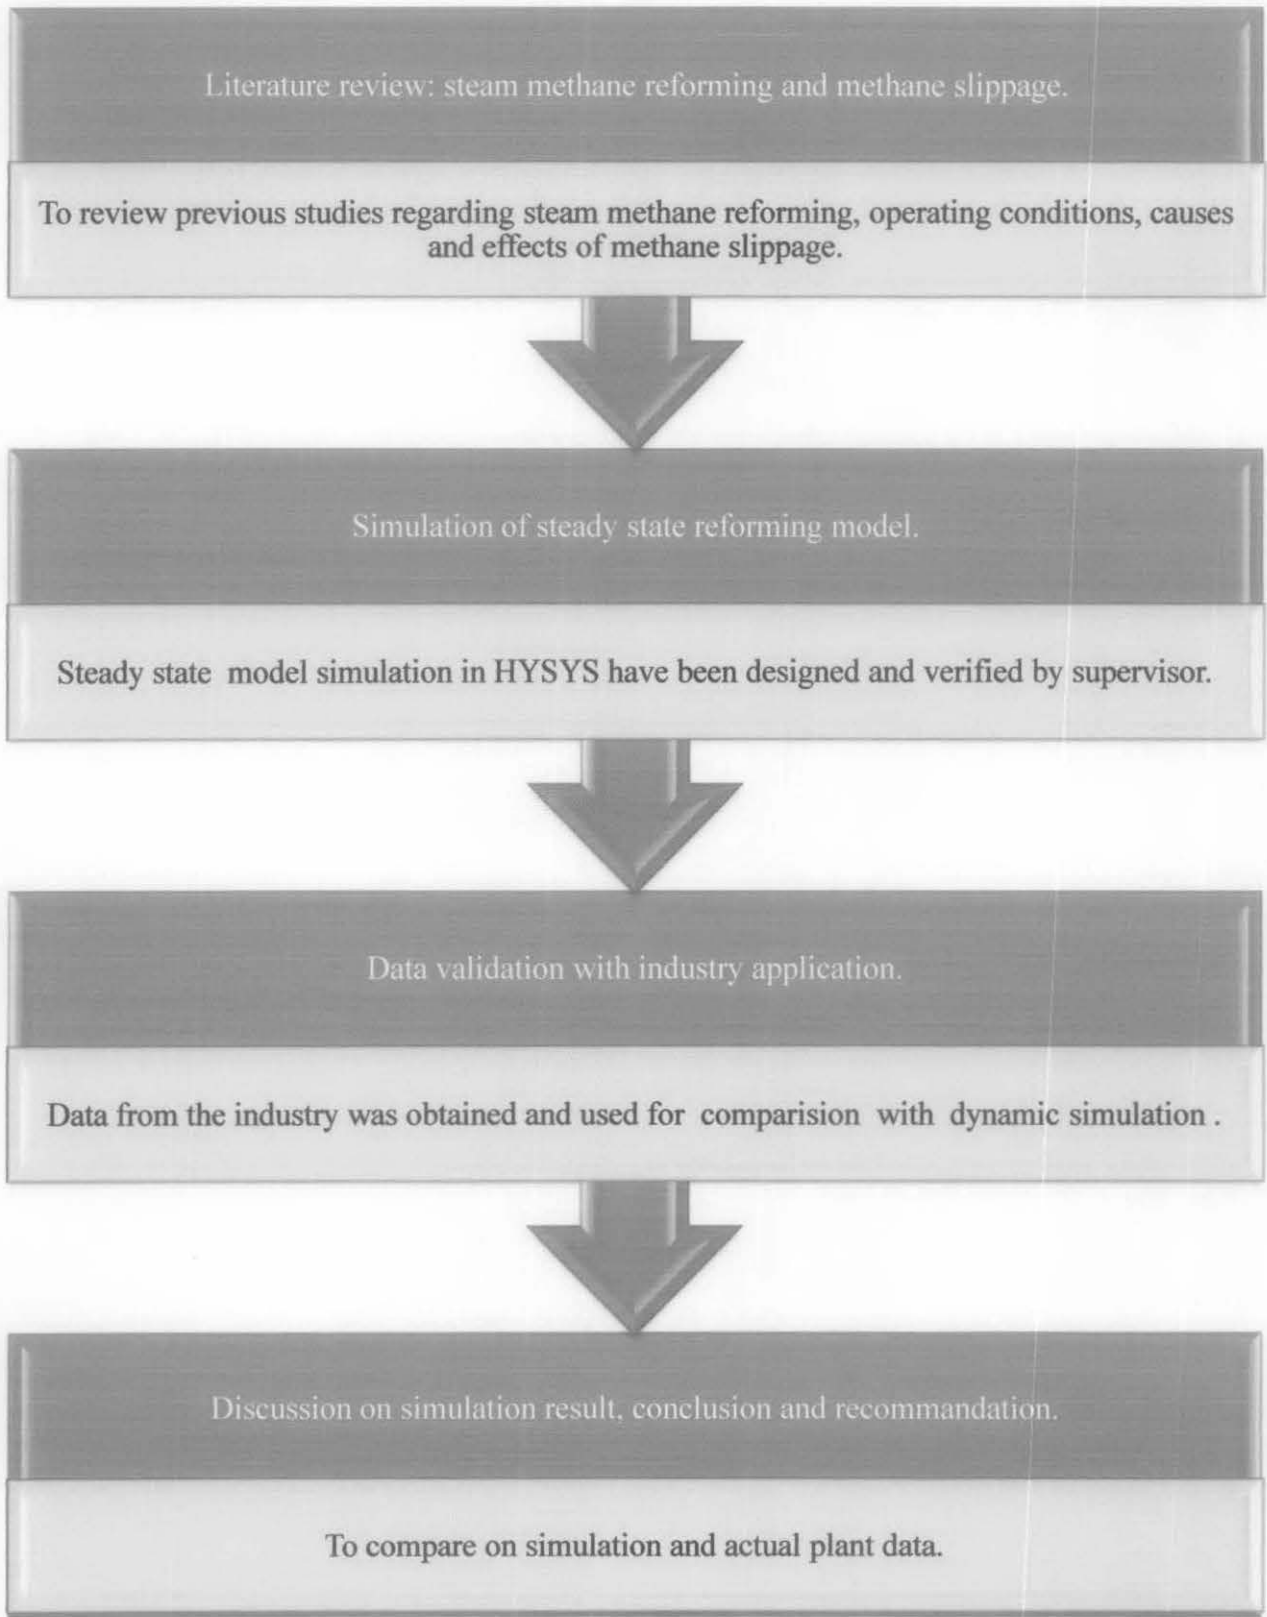 Literature review: steam methane reforming and methane slippage.
To review previous studies regarding steam methane reforming, operating conditions, causes
and effects of methane slippage.
Simulation of steady state reforming model.
Steady state model simulation in HYSYS have been designed and verified by supervisor.
Data validation with industry application.
Data from the industry was obtained and used for comparision with dynamic simulation .
Discussion on simulation result, conclusion and recommandation.
To compare on simulation and actual plant data.